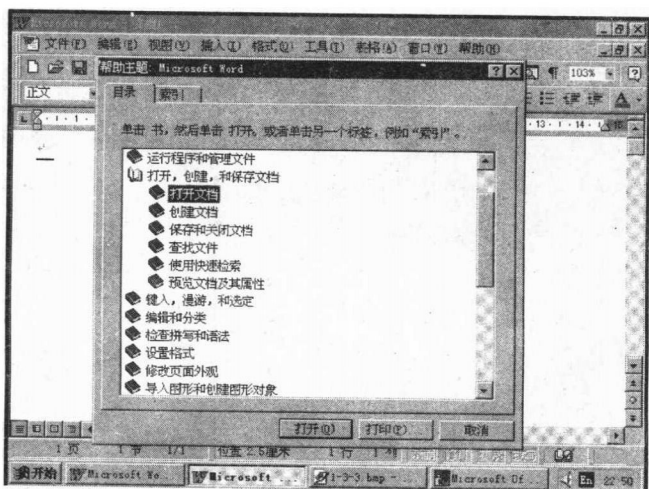 文件(F) 编辑(E) 视图(V) 插入(I) 格式(O) 工具(T) 表格(A) 窗口(W) 帮助(H)
帮助主题: Microsoft Word
103%
正文
目录 索引
13 · 1 · 14 · 1
单击 书, 然后单击 打开, 或者单击另一个标签, 例如“索引”。
运行程序和管理文件
打开, 创建, 和保存文档
打开文档
创建文档
保存和关闭文档
查找文件
使用快速检索
预览文档及其属性
键入, 漫游, 和选定
编辑和分类
检查拼写和语法
设置格式
修改页面外观
导入图形和创建图形对象
打开(O) 打印(P) 取消
1 页 1 节 1/1 位置 2.5厘米 1 行 1 列
开始 Microsoft Wo... Microsoft ... 1-3-3.bmp - ... Microsoft Of... En 22:50